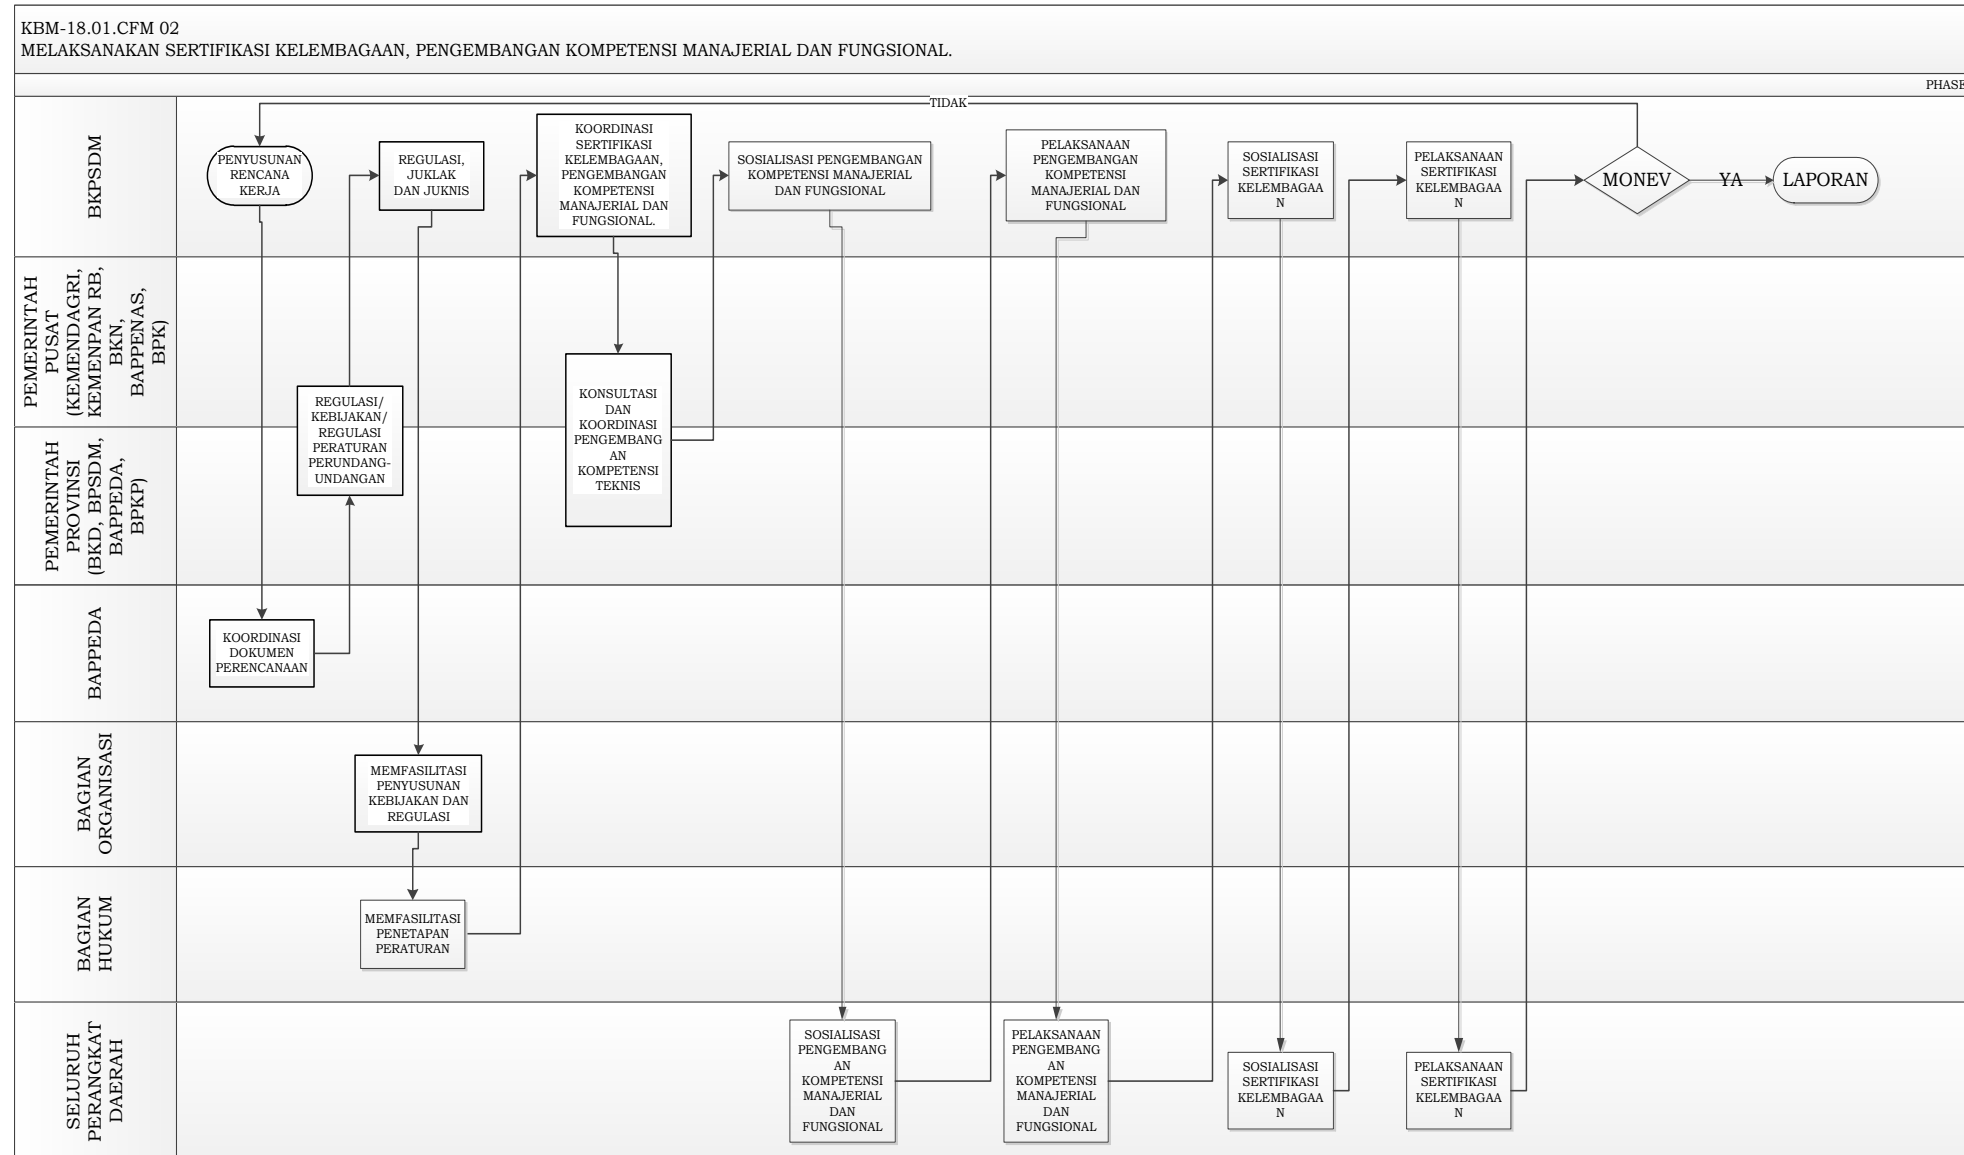 KBM-18.01.CFM 02
MELAKSANAKAN SERTIFIKASI KELEMBAGAAN, PENGEMBANGAN KOMPETENSI MANAJERIAL DAN FUNGSIONAL.
PHASE
BKPSDM
TIDAK
PENYUSUNAN
RENCANA
KERJA
REGULASI,
JUKLAK
DAN JUKNIS
KOORDINASI
SERTIFIKASI
KELEMBAGAAN,
PENGEMBANGAN
KOMPETENSI
MANAJERIAL DAN
FUNGSIONAL.
SOSIALISASI PENGEMBANGAN
KOMPETENSI MANAJERIAL
DAN FUNGSIONAL
PELAKSANAAN
PENGEMBANGAN
KOMPETENSI
MANAJERIAL DAN
FUNGSIONAL
SOSIALISASI
SERTIFIKASI
KELEMBAGAA
N
PELAKSANAAN
SERTIFIKASI
KELEMBAGAA
N
MONEV
YA
LAPORAN
PEMERINTAH
PUSAT
(KEMENDAGRI,
KEMENPAN RB,
BKN,
BAPPENAS,
BPK)
REGULASI/
KEBIJAKAN/
REGULASI
PERATURAN
PERUNDANG-
UNDANGAN
KONSULTASI
DAN
KOORDINASI
PENGEMBANG
AN
KOMPETENSI
TEKNIS
PEMERINTAH
PROVINSI
(BKD, BPSDM,
BAPPEDA,
BPKP)
BAPPEDA
KOORDINASI
DOKUMEN
PERENCANAAN
BAGIAN
ORGANISASI
MEMFASILITASI
PENYUSUNAN
KEBIJAKAN DAN
REGULASI
BAGIAN
HUKUM
MEMFASILITASI
PENETAPAN
PERATURAN
SELURUH
PERANGKAT
DAERAH
SOSIALISASI
PENGEMBANG
AN
KOMPETENSI
MANAJERIAL
DAN
FUNGSIONAL
PELAKSANAAN
PENGEMBANG
AN
KOMPETENSI
MANAJERIAL
DAN
FUNGSIONAL
SOSIALISASI
SERTIFIKASI
KELEMBAGAA
N
PELAKSANAAN
SERTIFIKASI
KELEMBAGAA
N